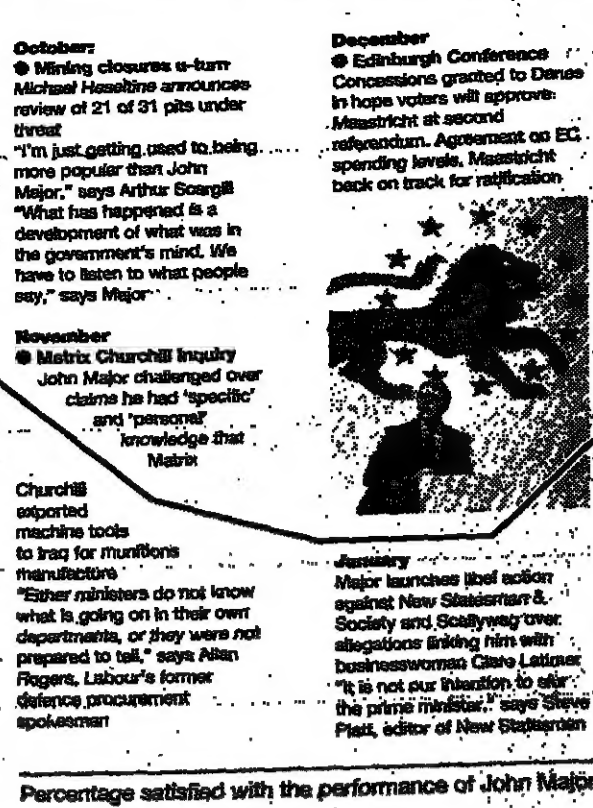 October:
● Mining closures u-turn
Michael Heseltine announces
review of 21 of 31 pits under
threat
"I'm just getting used to being
more popular than John
Major," says Arthur Scargill
"What has happened is a
development of what was in
the government's mind. We
have to listen to what people
say," says Major
November
● Matrix Churchill Inquiry
John Major challenged over
claims he had 'specific'
and 'personal'
knowledge that
Matrix
Churchill
exported
machine tools
to Iraq for munitions
manufacture
"Either ministers do not know
what is going on in their own
departments, or they were not
prepared to tell," says Allan
Rogers, Labour's former
defence procurement
spokesman
December
● Edinburgh Conference
Concessions granted to Danes
in hope voters will approve
Maastricht at second
referendum. Agreement on EC
spending levels. Maastricht
back on track for ratification
January
Major launches libel action
against New Statesman &
Society and Scallywag over
allegations linking him with
businesswoman Clare Latimer
"It is not our intention to slur
the prime minister," says Steve
Platt, editor of New Statesman
Percentage satisfied with the performance of John Major